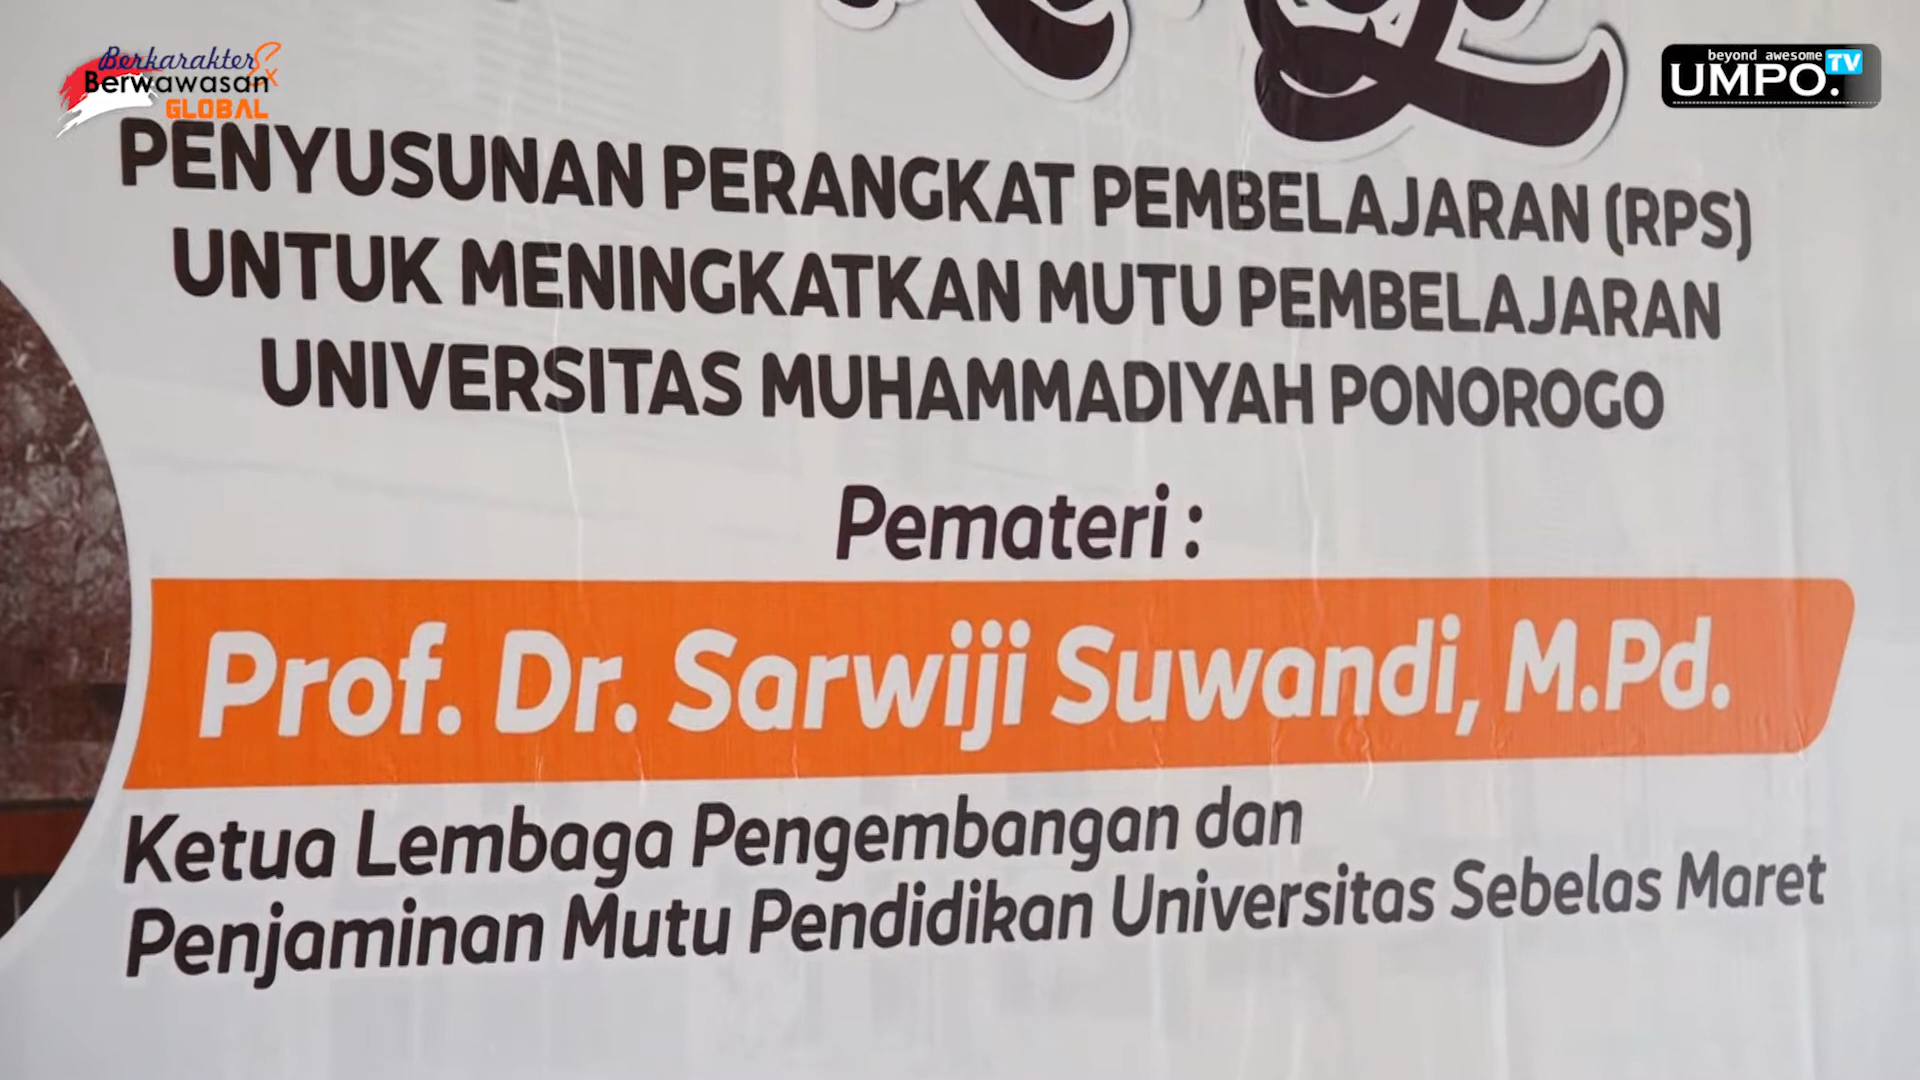 Berkarakter &
Berwawasan
GLOBAL
beyond awesome
UMPO. TV
PENYUSUNAN PERANGKAT PEMBELAJARAN (RPS)
UNTUK MENINGKATKAN MUTU PEMBELAJARAN
UNIVERSITAS MUHAMMADIYAH PONOROGO
Pemateri :
Prof. Dr. Sarwiji Suwandi, M.Pd.
Ketua Lembaga Pengembangan dan
Penjaminan Mutu Pendidikan Universitas Sebelas Maret